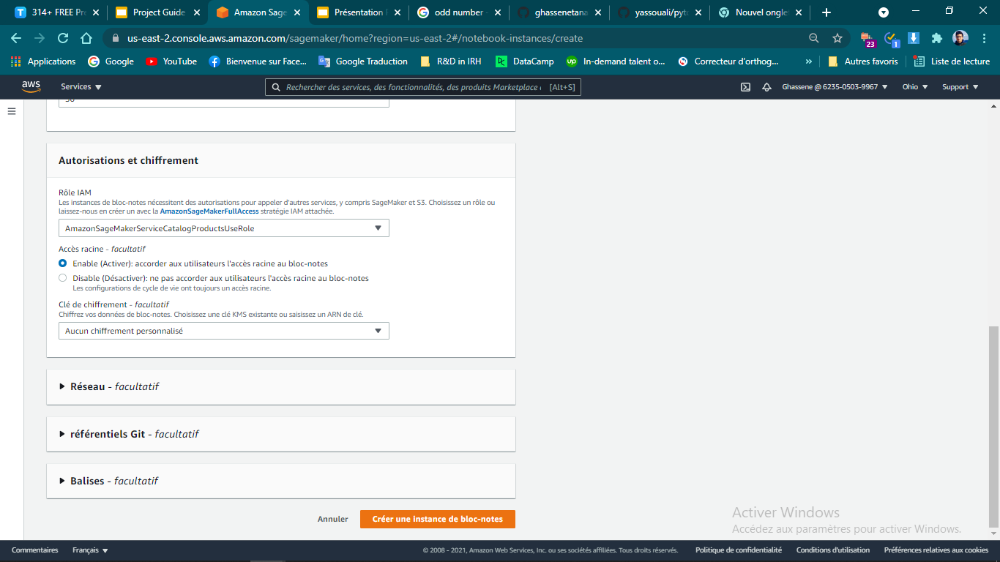 314+ FREE Pr
Project Guide
Amazon Sage
Présentation
odd number -
ghassenetana
yassouali/pyto
Nouvel ongle
us-east-2.console.aws.amazon.com/sagemaker/home?region=us-east-2#/notebook-instances/create
23
1
Applications
Google
YouTube
Bienvenue sur Face...
Google Traduction
R&D in IRH
DataCamp
In-demand talent o...
Correcteur d'orthog...
»
Autres favoris
Liste de lecture
aws
Services
Rechercher des services, des fonctionnalités, des produits Marketplace
[Alt+S]
Ghassene @ 6235-0503-9967
Ohio
Support
Autorisations et chiffrement
Rôle IAM
Les instances de bloc-notes nécessitent des autorisations pour appeler d'autres services, y compris SageMaker et S3. Choisissez un rôle ou
laissez-nous en créer un avec la AmazonSageMakerFullAccess stratégie IAM attachée.
AmazonSageMakerServiceCatalogProductsUseRole
Accès racine - facultatif
Enable (Activer): accorder aux utilisateurs l'accès racine au bloc-notes
Disable (Désactiver): ne pas accorder aux utilisateurs l'accès racine au bloc-notes
Les configurations de cycle de vie ont toujours un accès racine.
Clé de chiffrement - facultatif
Chiffrez vos données de bloc-notes. Choisissez une clé KMS existante ou saisissez un ARN de clé.
Aucun chiffrement personnalisé
Réseau - facultatif
référentiels Git - facultatif
Balises - facultatif
Annuler
Créer une instance de bloc-notes
Activer Windows
Accédez aux paramètres pour activer Windows.
Commentaires
Français
© 2008 - 2021, Amazon Web Services, Inc. ou ses sociétés affiliées. Tous droits réservés.
Politique de confidentialité
Conditions d'utilisation
Préférences relatives aux cookies